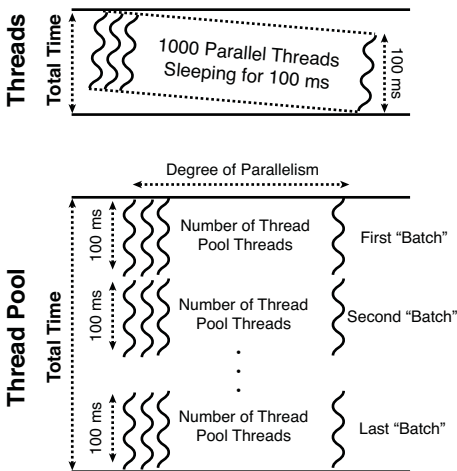 Threads
Total Time
1000 Parallel Threads
Sleeping for 100 ms
100 ms
Thread Pool
Total Time
Degree of Parallelism
100 ms
Number of Thread
Pool Threads
First “Batch”
100 ms
Number of Thread
Pool Threads
Second “Batch”
. . .
100 ms
Number of Thread
Pool Threads
Last “Batch”